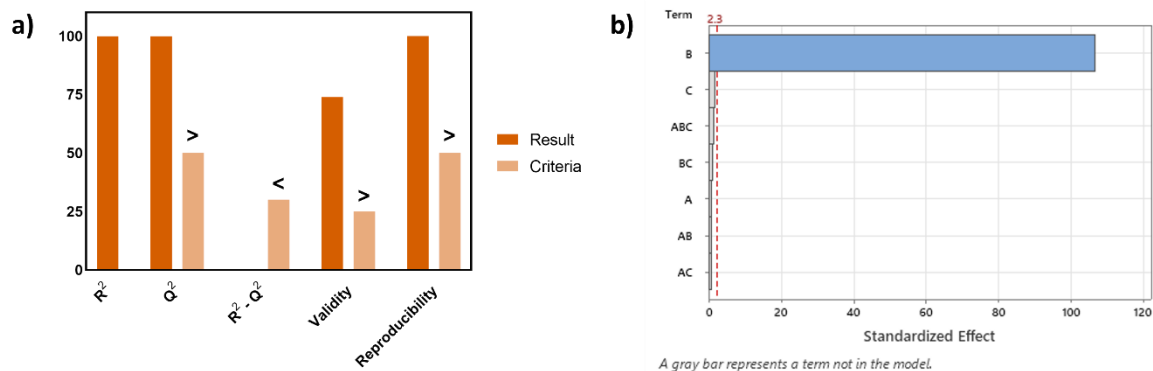 a)
100
75
50
25
0
>
<
>
>
R² 
Q²
R² - Q²
Validity
Reproducibility
Result
Criteria
b)
Term
2.3
B
C
ABC
BC
A
AB
AC
0 20 40 60 80 100 120
Standardized Effect
A gray bar represents a term not in the model.